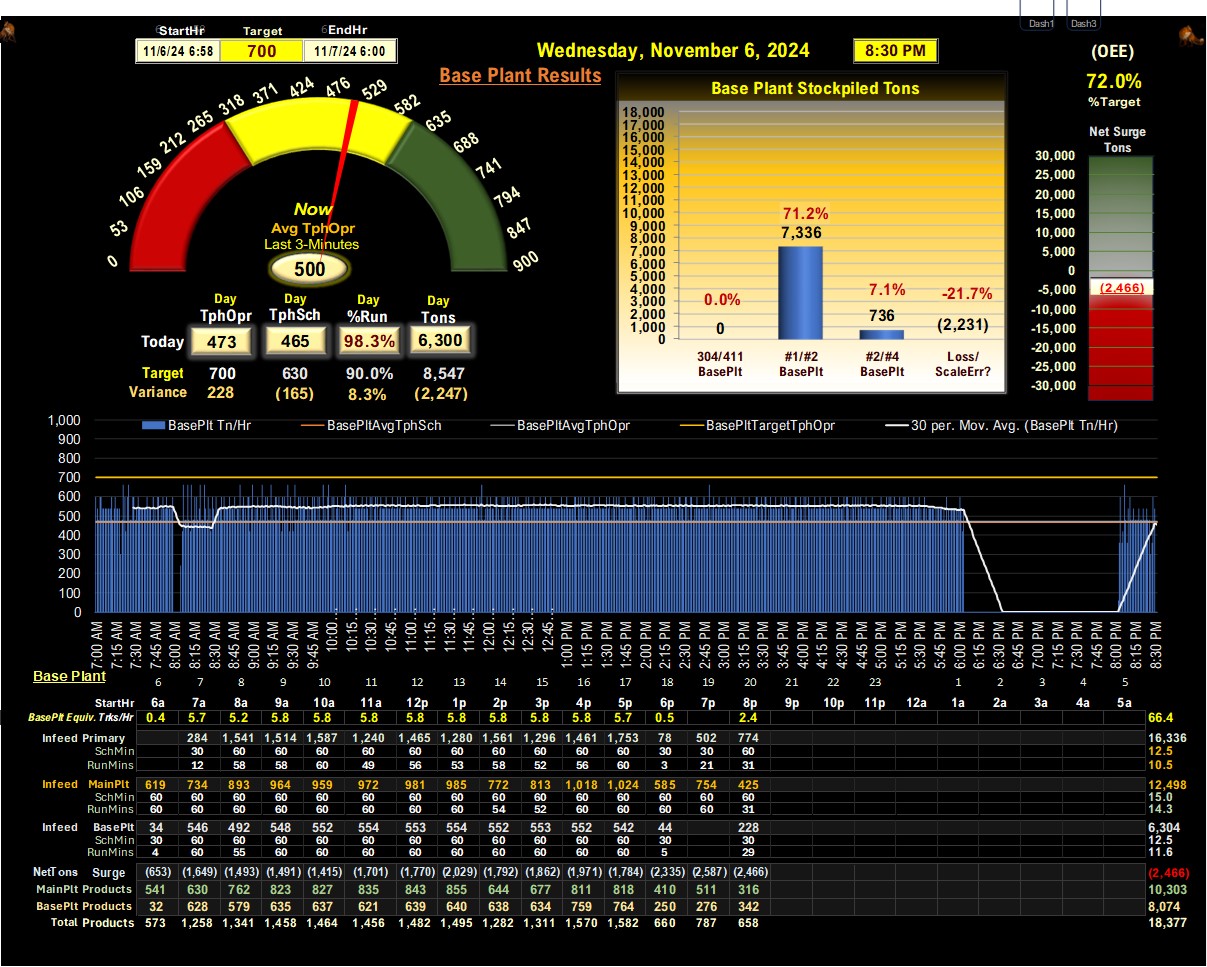 Dash1 Dash3
StartHr Target EndHr
11/6/24 6:58 700 11/7/24 6:00
Wednesday, November 6, 2024 8:30 PM
(OEE)
72.0%
%Target
Base Plant Results
Net Surge
Tons
30,000
25,000
20,000
15,000
10,000
5,000
0
-5,000
-10,000
-15,000
-20,000
-25,000
-30,000
(2,466)
0 53 106 159 212 265 318 371 424 476 529 582 635 688 741 794 847 900
Now
Avg TphOpr
Last 3-Minutes
500
Base Plant Stockpiled Tons
18,000
17,000
16,000
15,000
14,000
13,000
12,000
11,000
10,000
9,000
8,000
7,000
6,000
5,000
4,000
3,000
2,000
1,000
0
0.0% 71.2% 7.1% -21.7%
0 7,336 736 (2,231)
304/411 #1/#2 #2/#4 Loss/
BasePlt BasePlt BasePlt ScaleErr?
Day Day Day Day
TphOpr TphSch %Run Tons
Today 473 465 98.3% 6,300
Target 700 630 90.0% 8,547
Variance 228 (165) 8.3% (2,247)
BasePlt Tn/Hr BasePltAvgTphSch BasePltAvgTphOpr BasePltTargetTphOpr 30 per. Mov. Avg. (BasePlt Tn/Hr)
1,000
900
800
700
600
500
400
300
200
100
0
7:00 AM 7:15 AM 7:30 AM 7:45 AM 8:00 AM 8:15 AM 8:30 AM 8:45 AM 9:00 AM 9:15 AM 9:30 AM 9:45 AM 10:00... 10:15... 10:30... 10:45... 11:00... 11:15... 11:30... 11:45... 12:00... 12:15... 12:30... 12:45... 1:00 PM 1:15 PM 1:30 PM 1:45 PM 2:00 PM 2:15 PM 2:30 PM 2:45 PM 3:00 PM 3:15 PM 3:30 PM 3:45 PM 4:00 PM 4:15 PM 4:30 PM 4:45 PM 5:00 PM 5:15 PM 5:30 PM 5:45 PM 6:00 PM 6:15 PM 6:30 PM 6:45 PM 7:00 PM 7:15 PM 7:30 PM 7:45 PM 8:00 PM 8:15 PM 8:30 PM
Base Plant 6 7 8 9 10 11 12 13 14 15 16 17 18 19 20 21 22 23 1 2 3 4 5
StartHr 6a 7a 8a 9a 10a 11a 12p 1p 2p 3p 4p 5p 6p 7p 8p 9p 10p 11p 12a 1a 2a 3a 4a 5a
BasePlt Equiv. Trks/Hr 0.4 5.7 5.2 5.8 5.8 5.8 5.8 5.8 5.8 5.8 5.8 5.7 0.5 2.4 66.4
Infeed Primary 284 1,541 1,514 1,587 1,240 1,465 1,280 1,561 1,296 1,461 1,753 78 502 774 16,336
SchMin 30 60 60 60 60 60 60 60 60 60 60 30 30 60 12.5
RunMins 12 58 58 60 49 56 53 58 52 56 60 3 21 31 10.5
Infeed MainPlt 619 734 893 964 959 972 981 985 772 813 1,018 1,024 585 754 425 12,498
SchMin 60 60 60 60 60 60 60 60 60 60 60 60 60 60 60 15.0
RunMins 60 60 60 60 60 60 60 60 54 52 60 60 60 60 31 14.3
Infeed BasePlt 34 546 492 548 552 554 553 554 552 553 552 542 44 228 6,304
SchMin 30 60 60 60 60 60 60 60 60 60 60 60 30 30 12.5
RunMins 4 60 55 60 60 60 60 60 60 60 60 60 5 29 11.6
NetTons Surge (653) (1,649) (1,493) (1,491) (1,415) (1,701) (1,770) (2,029) (1,792) (1,862) (1,971) (1,784) (2,335) (2,587) (2,466) (2,466)
MainPlt Products 541 630 762 823 827 835 843 855 644 677 811 818 410 511 316 10,303
BasePlt Products 32 628 579 635 637 621 639 640 638 634 759 764 250 276 342 8,074
Total Products 573 1,258 1,341 1,458 1,464 1,456 1,482 1,495 1,282 1,311 1,570 1,582 660 787 658 18,377